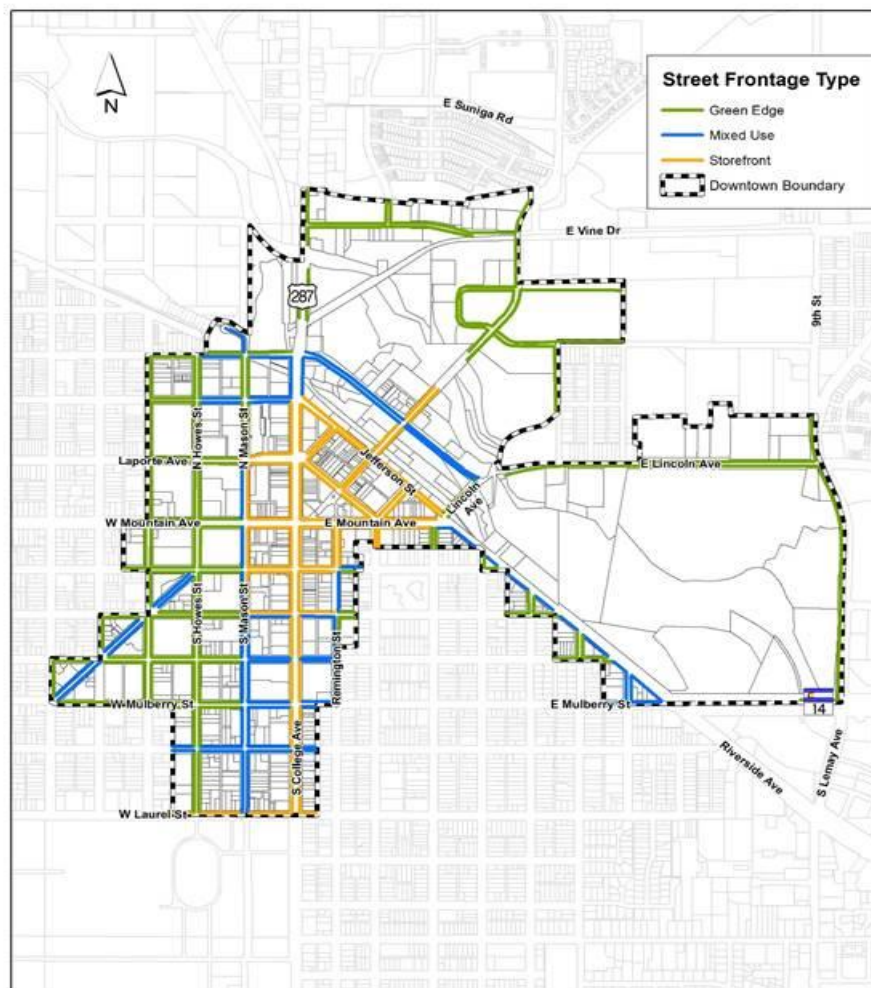 Street Frontage Type
Green Edge
Mixed Use
Storefront
Downtown Boundary
N
E Suniga Rd
E Vine Dr
287
9th St
N Howes St
N Mason St
Laporte Ave
Jefferson St
E Lincoln Ave
Lincoln
Ave
W Mountain Ave
E Mountain Ave
S Howes St
S Mason St
Remington St
W Mulberry St
E Mulberry St
14
S College Ave
Riverside Ave
S Lemay Ave
W Laurel St